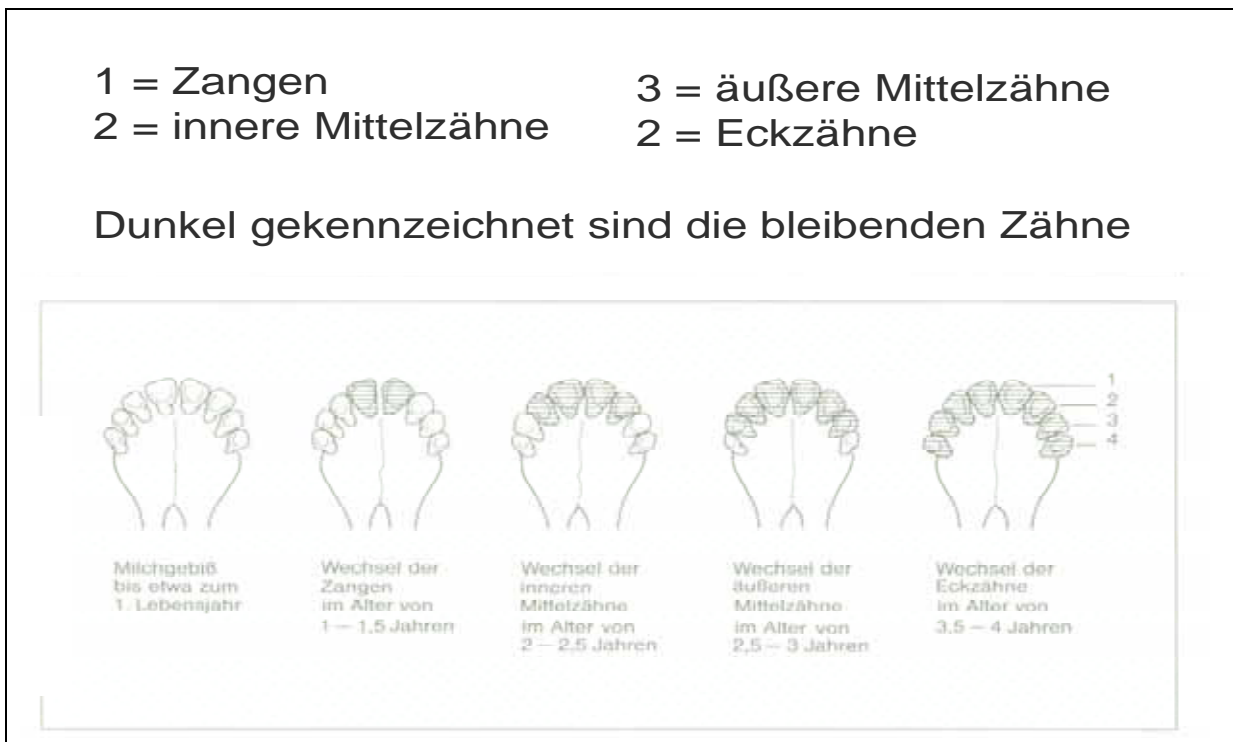 1 = Zangen
2 = innere Mittelzähne
3 = äußere Mittelzähne
2 = Eckzähne
Dunkel gekennzeichnet sind die bleibenden Zähne
1
2
3
4
Milchgebiß
bis etwa zum
1. Lebensjahr
Wechsel der
Zangen
im Alter von
1 – 1,5 Jahren
Wechsel der
inneren
Mittelzähne
im Alter von
2 – 2,5 Jahren
Wechsel der
äußeren
Mittelzähne
im Alter von
2,5 – 3 Jahren
Wechsel der
Eckzähne
im Alter von
3,5 – 4 Jahren